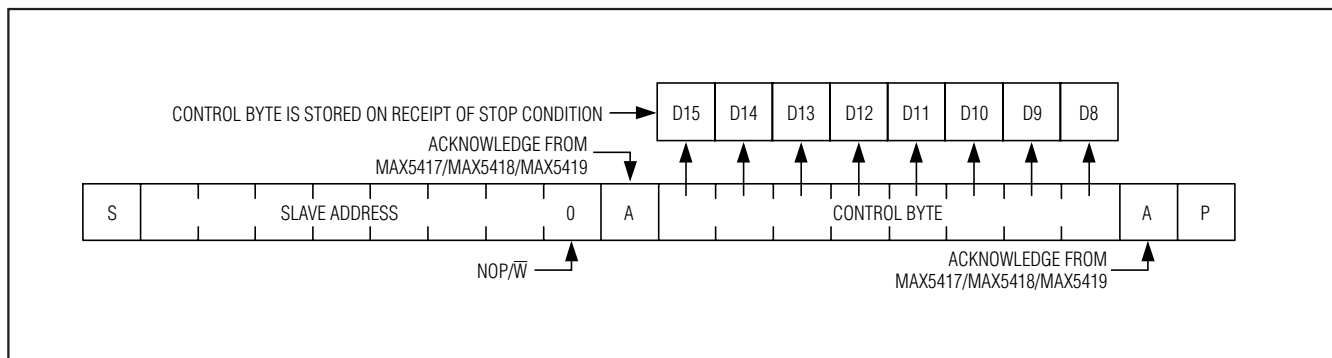 CONTROL BYTE IS STORED ON RECEIPT OF STOP CONDITION D15 D14 D13 D12 D11 D10 D9 D8
ACKNOWLEDGE FROM
MAX5417/MAX5418/MAX5419
S SLAVE ADDRESS 0 A CONTROL BYTE A P
NOP/W̅
ACKNOWLEDGE FROM
MAX5417/MAX5418/MAX5419